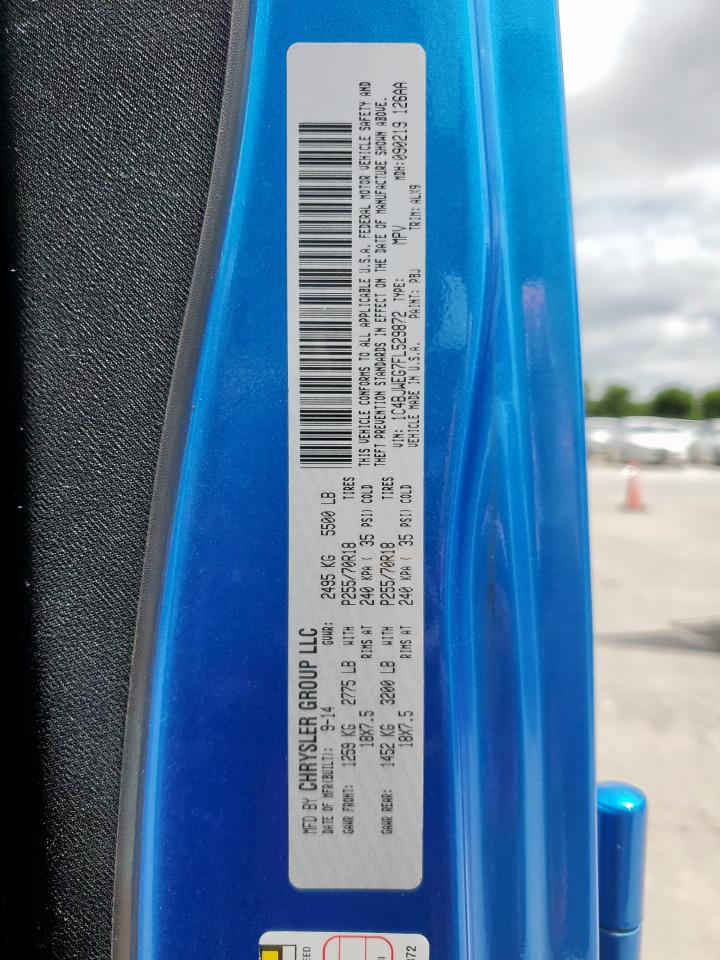 MFD BY CHRYSLER GROUP LLC
DATE OF MFR(BUILT): 9-14 GVWR: 2495 KG 5500 LB
GAWR FRONT: 1259 KG 2775 LB WITH P255/70R18 TIRES
18X7.5 RIMS AT 240 KPA ( 35 PSI) COLD
GAWR REAR: 1452 KG 3200 LB WITH P255/70R18 TIRES
18X7.5 RIMS AT 240 KPA ( 35 PSI) COLD
THIS VEHICLE CONFORMS TO ALL APPLICABLE U.S.A. FEDERAL MOTOR VEHICLE SAFETY AND
THEFT PREVENTION STANDARDS IN EFFECT ON THE DATE OF MANUFACTURE SHOWN ABOVE.
VIN: 1C4BJWEG7FL529872 TYPE: MPV MDH:090219 126AA
VEHICLE MADE IN U.S.A. PAINT: PBJ TRIM: ALX9